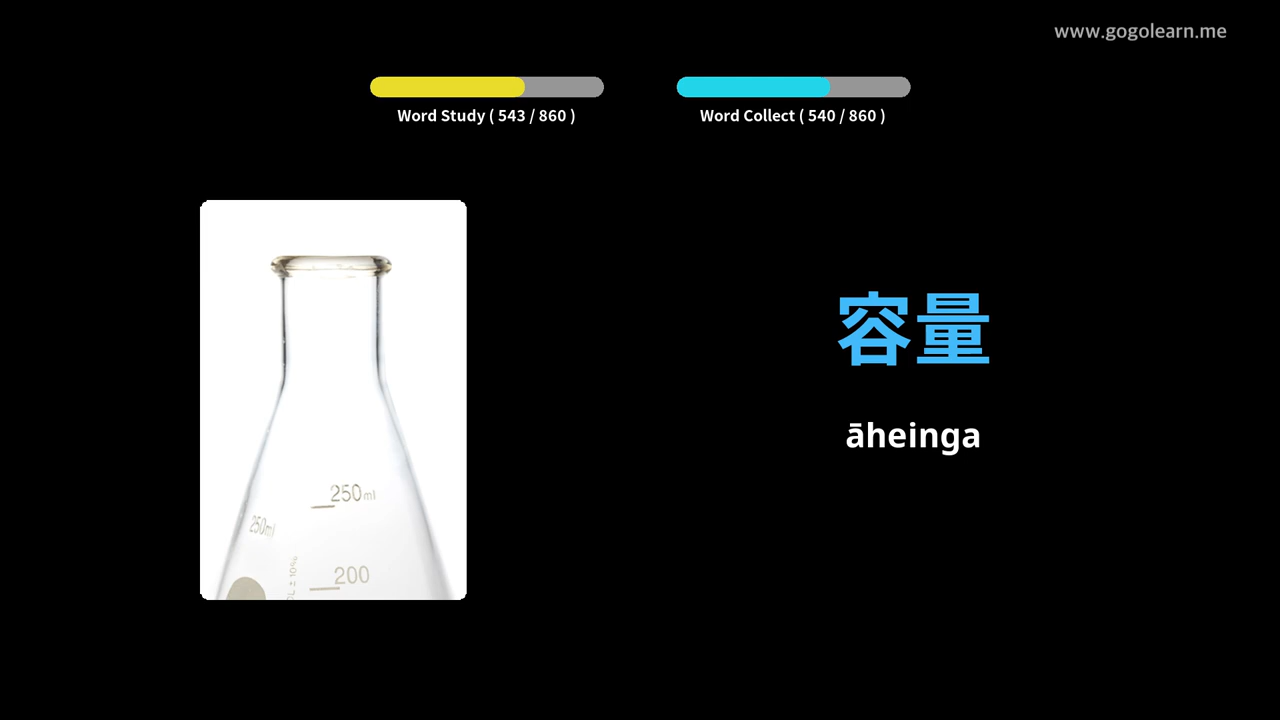 www.gogolearn.me
Word Study ( 543 / 860 )
Word Collect ( 540 / 860 )
容量
āheinga
250ml
250ml
200